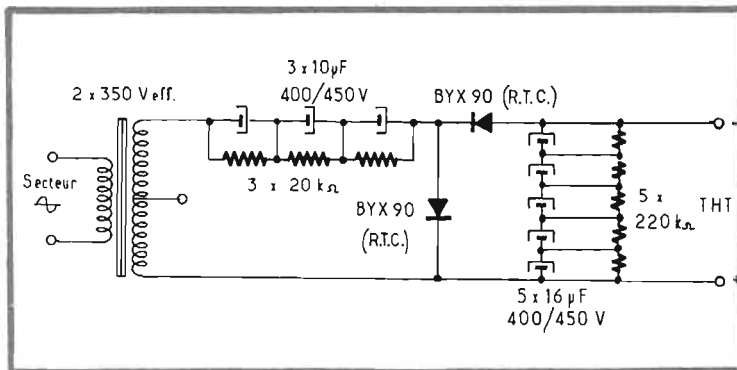 2 x 350 V eff.
3 x 10µF
400/450 V
BYX 90 (R.T.C.)
Secteur
3 x 20 kΩ
BYX 90
(R.T.C.)
5 x
220 kΩ
THT
5 x 16 µF
400/450 V
-
+